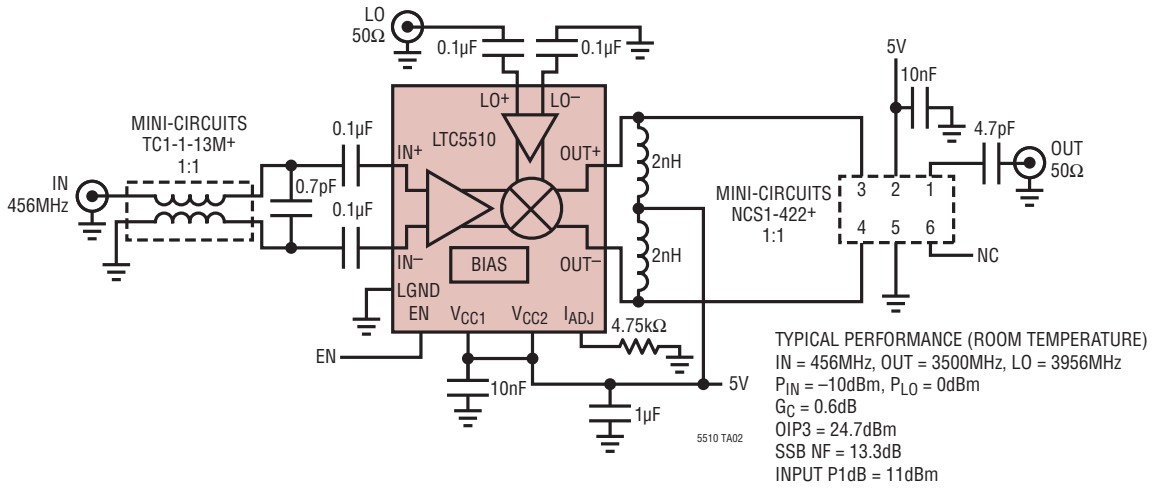 LO
50Ω
0.1µF
0.1µF
5V
10nF
MINI-CIRCUITS
TC1-1-13M+
1:1
0.1µF
LO+
LO–
LTC5510
IN+
OUT+
2nH
4.7pF
OUT
50Ω
IN
456MHz
0.7pF
0.1µF
MINI-CIRCUITS
NCS1-422+
1:1
3 2 1
4 5 6
NC
IN–
BIAS
OUT–
2nH
LGND
EN
VCC1
VCC2
IADJ
4.75kΩ
EN
10nF
5V
1µF
5510 TA02
TYPICAL PERFORMANCE (ROOM TEMPERATURE)
IN = 456MHz, OUT = 3500MHz, LO = 3956MHz
PIN = –10dBm, PLO = 0dBm
GC = 0.6dB
OIP3 = 24.7dBm
SSB NF = 13.3dB
INPUT P1dB = 11dBm